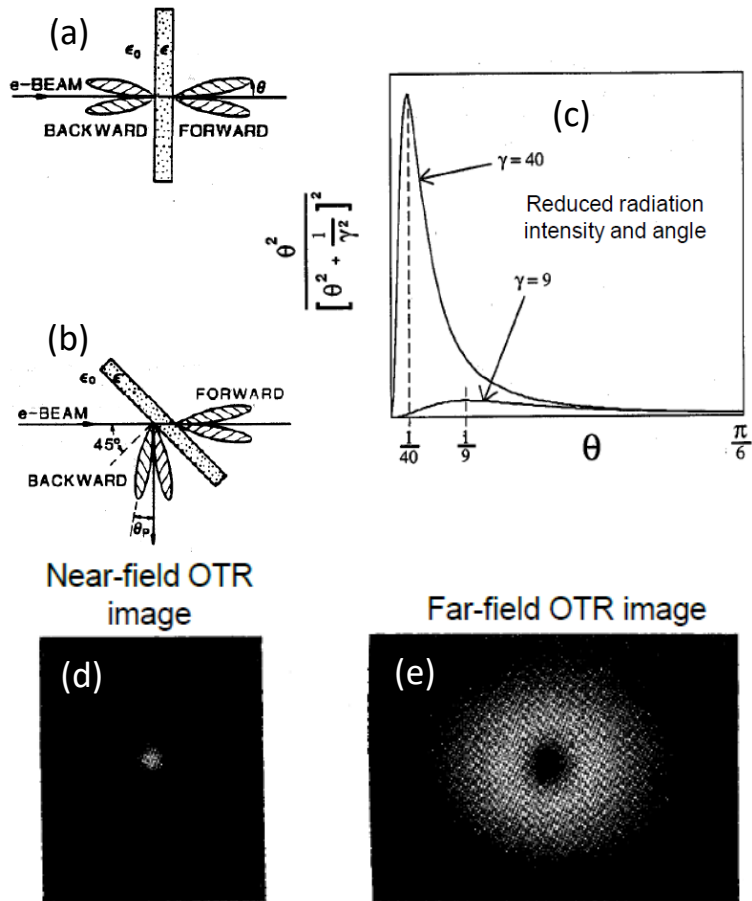 (a)
ε₀ ε
e-BEAM θ
BACKWARD FORWARD
(b)
ε₀ ε
FORWARD
e-BEAM
45°
BACKWARD
θₚ
(c)
γ = 40
Reduced radiation
intensity and angle
γ = 9
θ²
[θ² + 1/γ²]²
1/40 1/9 θ π/6
Near-field OTR
image
(d)
Far-field OTR image
(e)